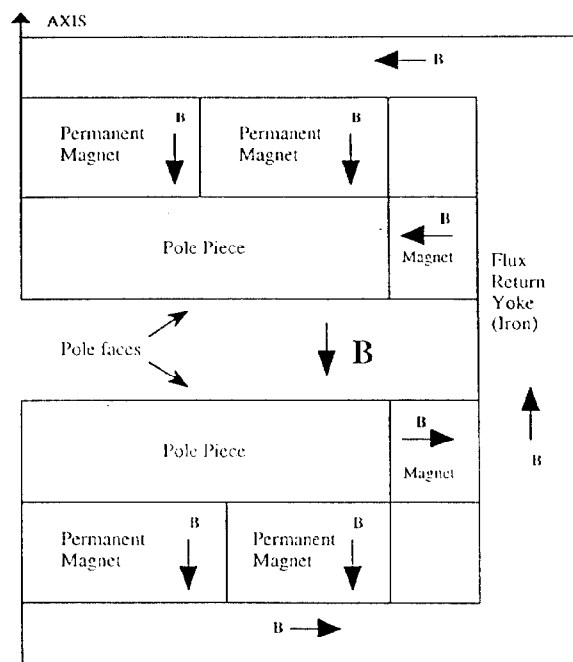 AXIS
B
Permanent
Magnet
B
Permanent
Magnet
B
Pole Piece
B
Magnet
Flux
Return
Yoke
(Iron)
Pole faces
B
Pole Piece
B
Magnet
B
Permanent
Magnet
B
Permanent
Magnet
B
B